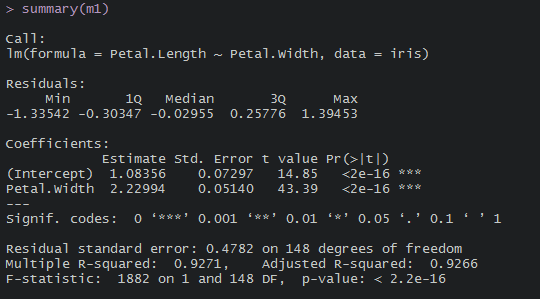 > summary(m1)

Call:
lm(formula = Petal.Length ~ Petal.Width, data = iris)

Residuals:
     Min       1Q   Median       3Q      Max
-1.33542 -0.30347 -0.02955  0.25776  1.39453

Coefficients:
            Estimate Std. Error t value Pr(>|t|)
(Intercept)  1.08356    0.07297   14.85   <2e-16 ***
Petal.Width  2.22994    0.05140   43.39   <2e-16 ***
---
Signif. codes:  0 ‘***’ 0.001 ‘**’ 0.01 ‘*’ 0.05 ‘.’ 0.1 ‘ ’ 1

Residual standard error: 0.4782 on 148 degrees of freedom
Multiple R-squared:  0.9271,    Adjusted R-squared:  0.9266
F-statistic:  1882 on 1 and 148 DF,  p-value: < 2.2e-16